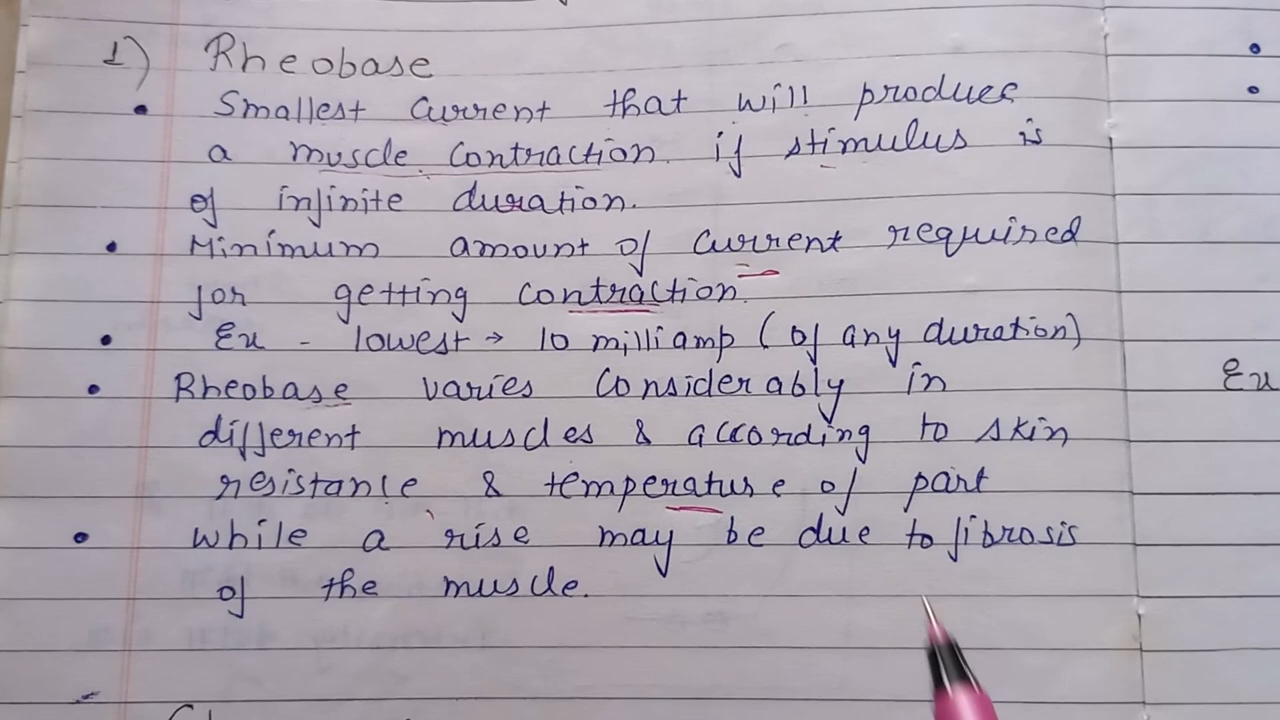 1) Rheobase
• Smallest current that will produce
a muscle contraction if stimulus is
of infinite duration.
• Minimum amount of current required
for getting contraction
• Ex - lowest → 10 milliamp (of any duration)
• Rheobase varies considerably in
different muscles & according to skin
resistance & temperature of part
• while a rise may be due to fibrosis
of the muscle.
Ex